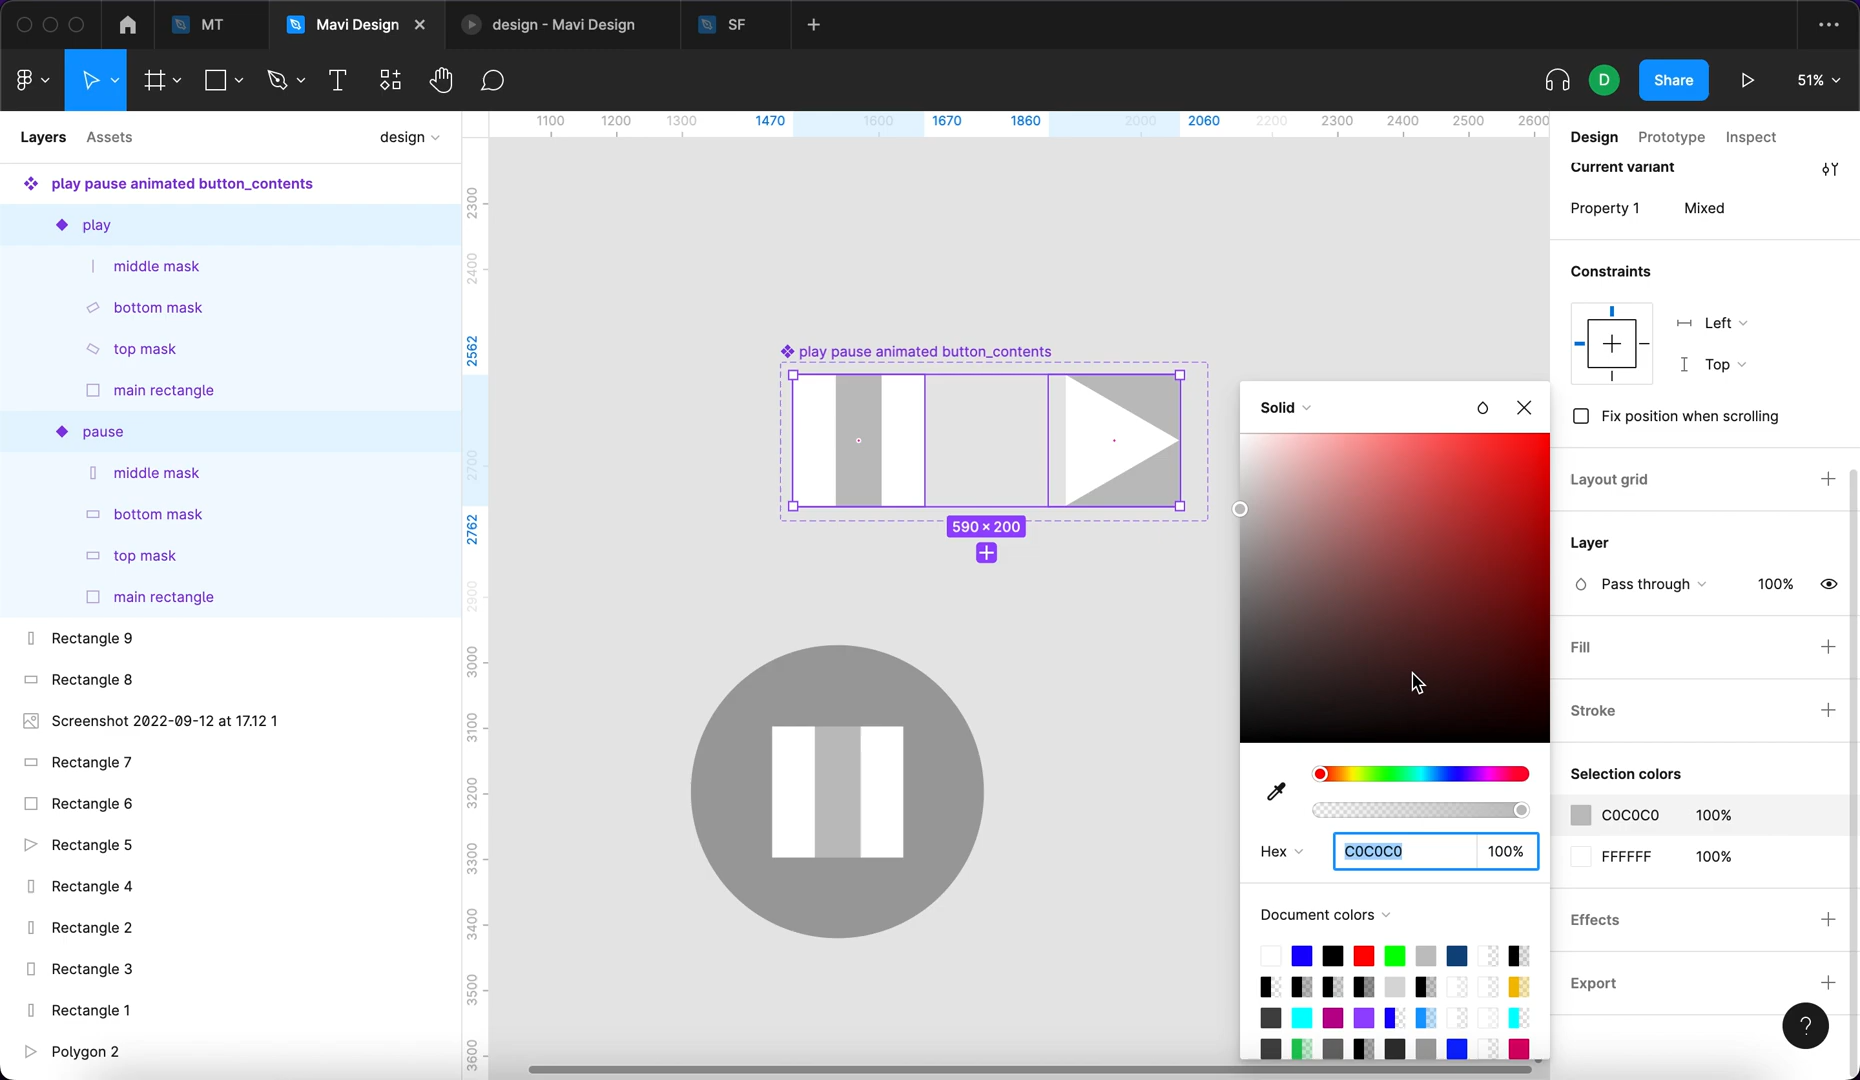 MT
Mavi Design
design - Mavi Design
SF
D
Share
51%
Layers
Assets
design
play pause animated button_contents
play
middle mask
bottom mask
top mask
main rectangle
pause
middle mask
bottom mask
top mask
main rectangle
Rectangle 9
Rectangle 8
Screenshot 2022-09-12 at 17.12 1
Rectangle 7
Rectangle 6
Rectangle 5
Rectangle 4
Rectangle 2
Rectangle 3
Rectangle 1
Polygon 2
1100
1200
1300
1470
1600
1670
1860
2000
2060
2200
2300
2400
2500
2600
2300
2400
2562
2700
2762
2900
3000
3100
3200
3300
3400
3500
3600
play pause animated button_contents
590 × 200
Solid
Hex
C0C0C0
100%
Document colors
Design
Prototype
Inspect
Current variant
Property 1
Mixed
Constraints
Left
Top
Fix position when scrolling
Layout grid
Layer
Pass through
100%
Fill
Stroke
Selection colors
C0C0C0
100%
FFFFFF
100%
Effects
Export
?